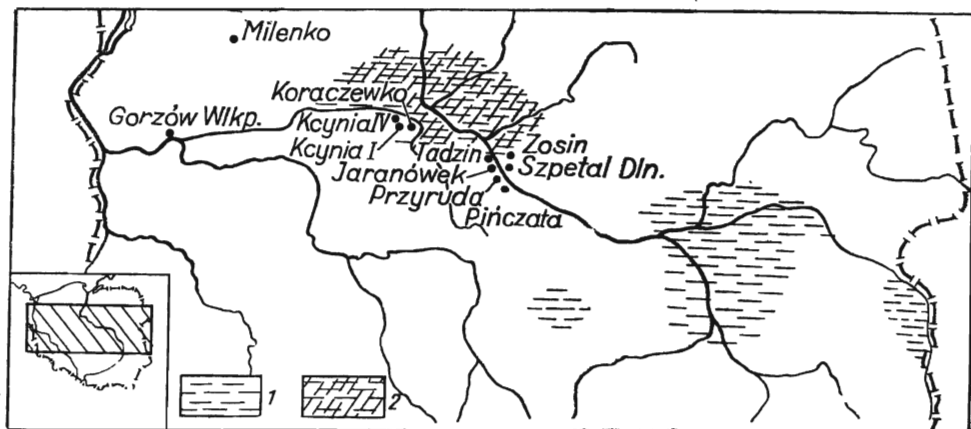 Milenko
Koraczewko
Gorzów Wlkp.
Kcynia IV
Kcynia I
Tadzin
Zosin
Jaranówek
Szpetal Dln.
Przyruda
Pińczata
1
2